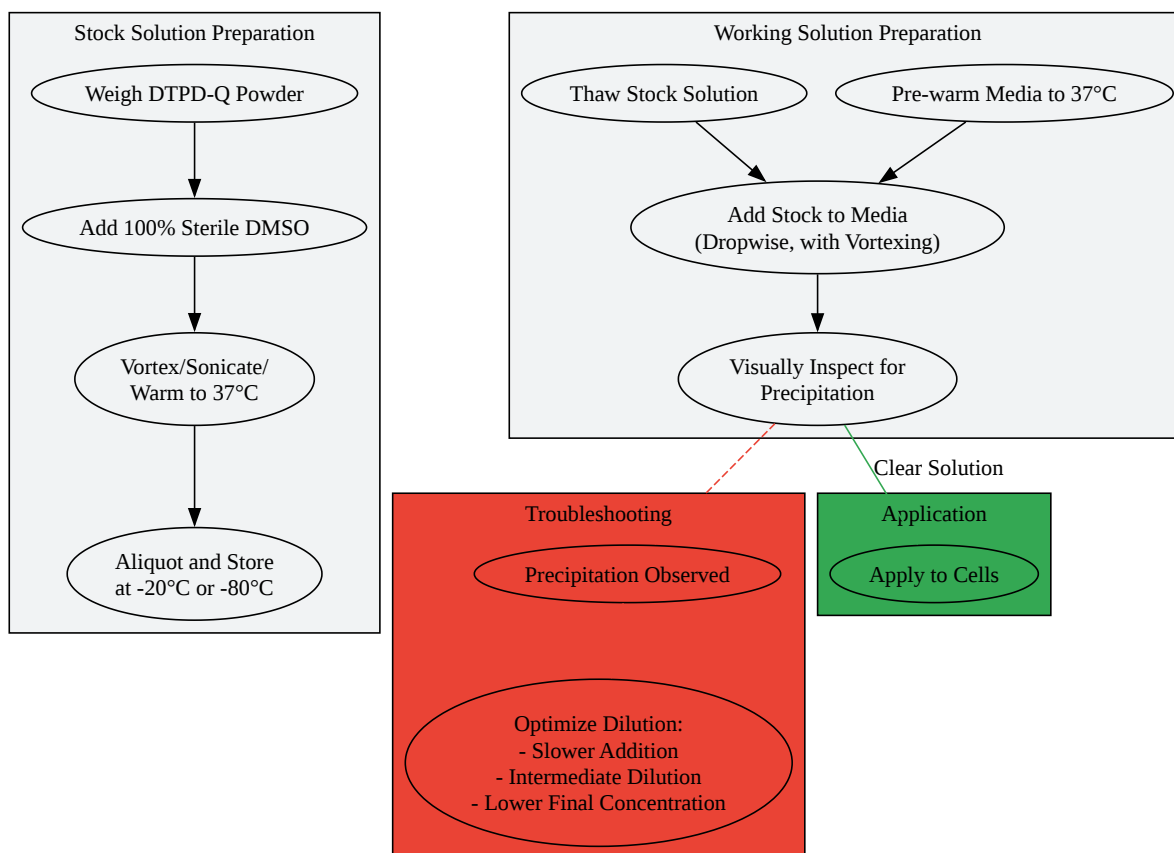 Stock Solution Preparation
Weigh DTPD-Q Powder
Add 100% Sterile DMSO
Vortex/Sonicate/
Warm to 37°C
Aliquot and Store
at -20°C or -80°C
Working Solution Preparation
Thaw Stock Solution
Pre-warm Media to 37°C
Add Stock to Media
(Dropwise, with Vortexing)
Visually Inspect for
Precipitation
Clear Solution
Troubleshooting
Precipitation Observed
Optimize Dilution:
- Slower Addition
- Intermediate Dilution
- Lower Final Concentration
Application
Apply to Cells